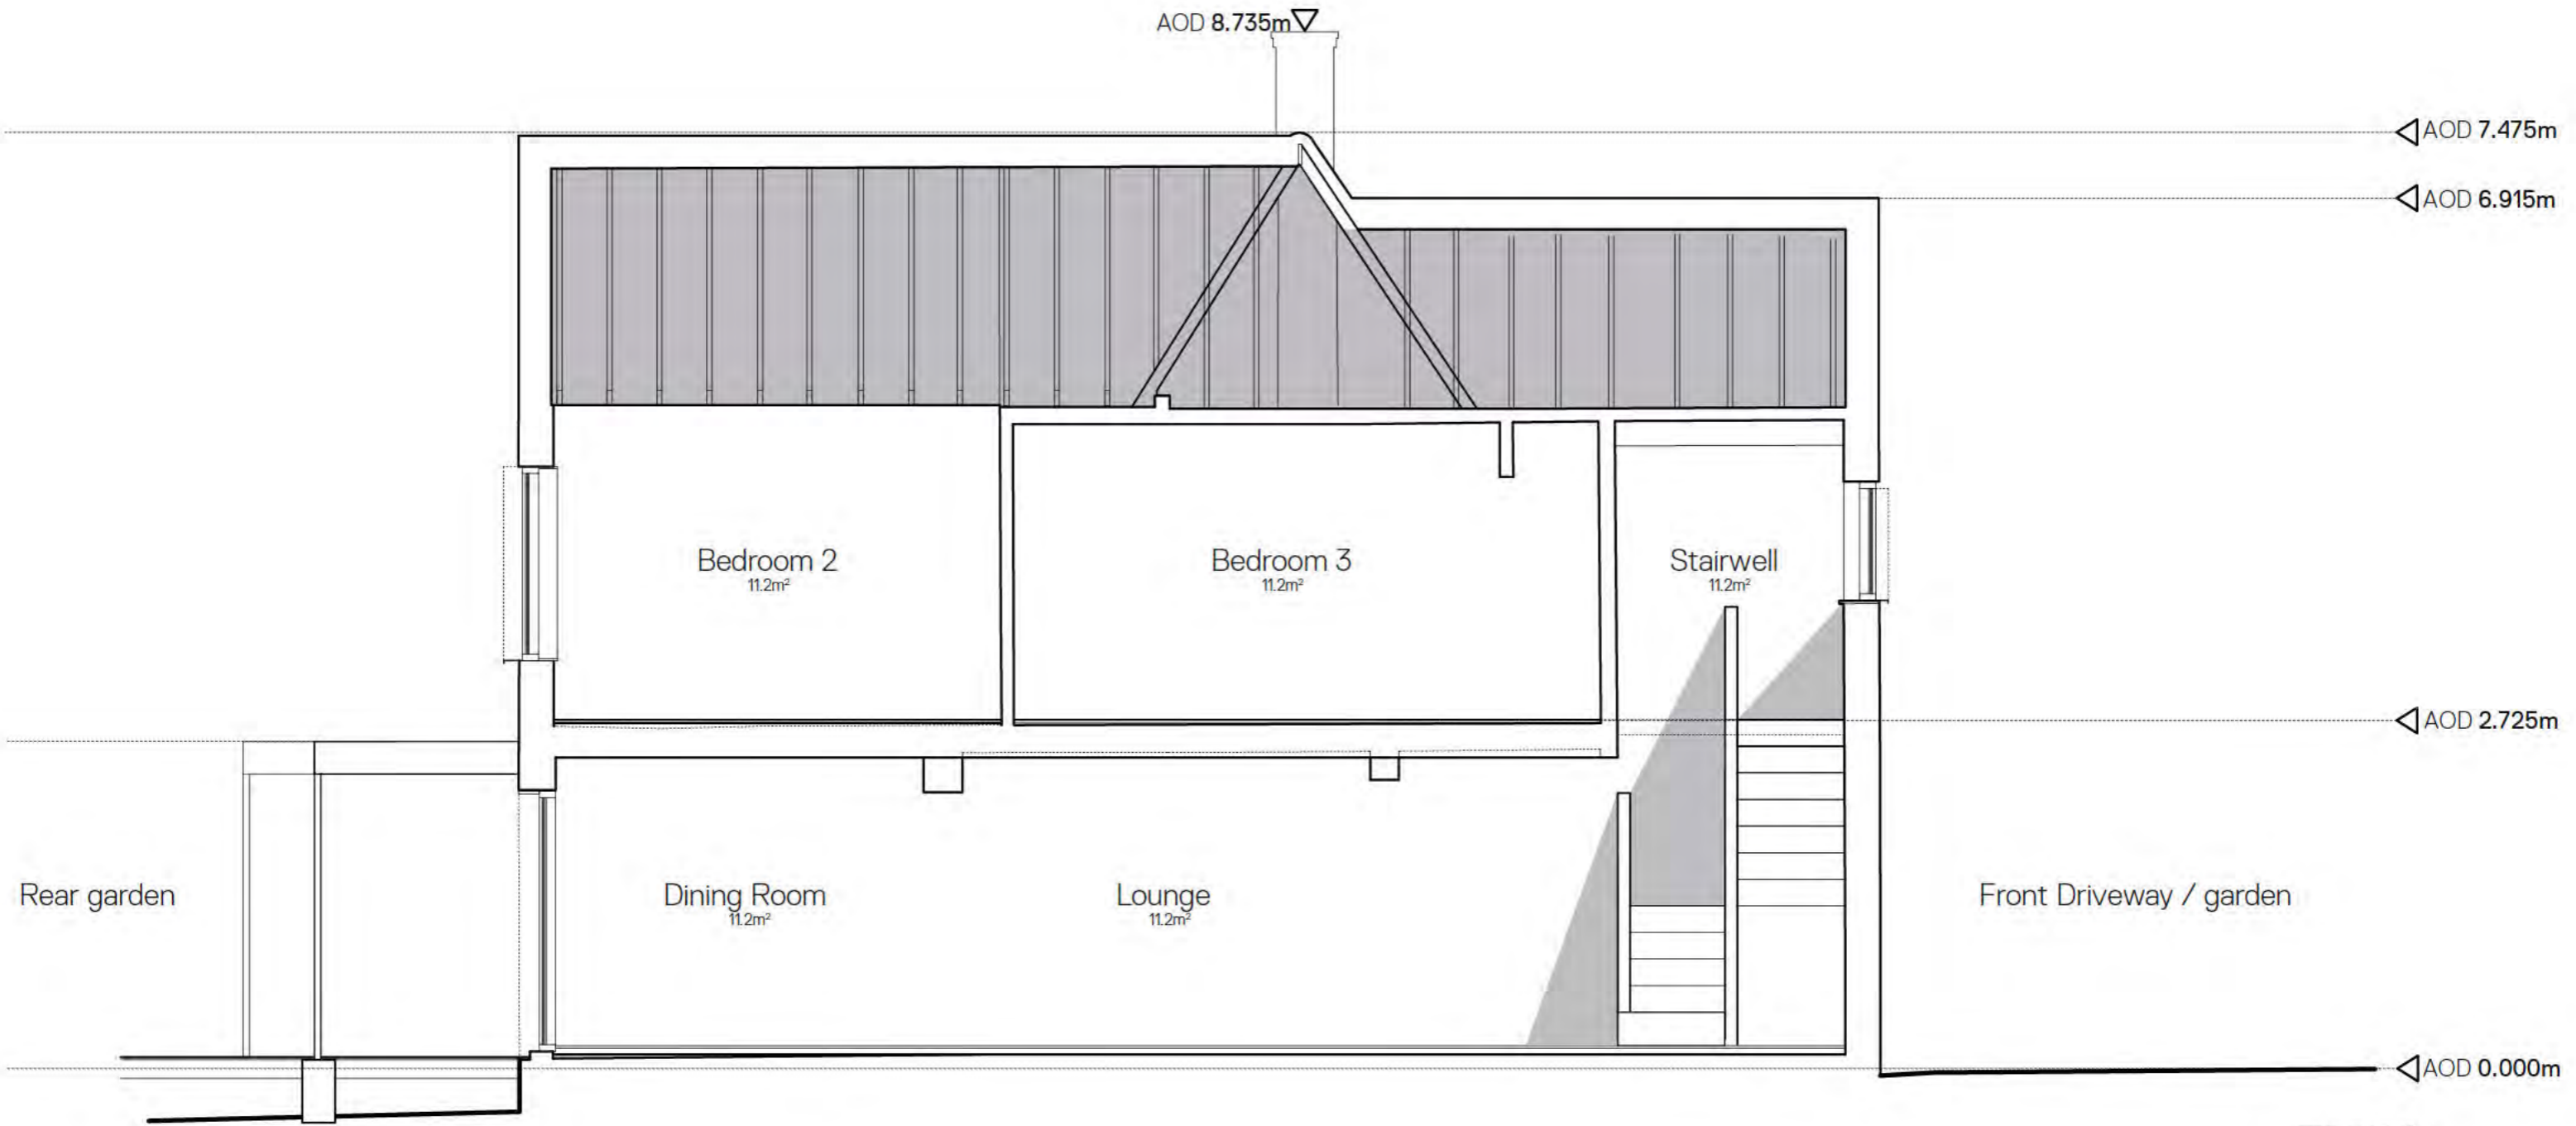 AOD 8.735m
AOD 7.475m
AOD 6.915m
Bedroom 2
11.2m²
Bedroom 3
11.2m²
Stairwell
11.2m²
AOD 2.725m
Rear garden
Dining Room
11.2m²
Lounge
11.2m²
Front Driveway / garden
AOD 0.000m